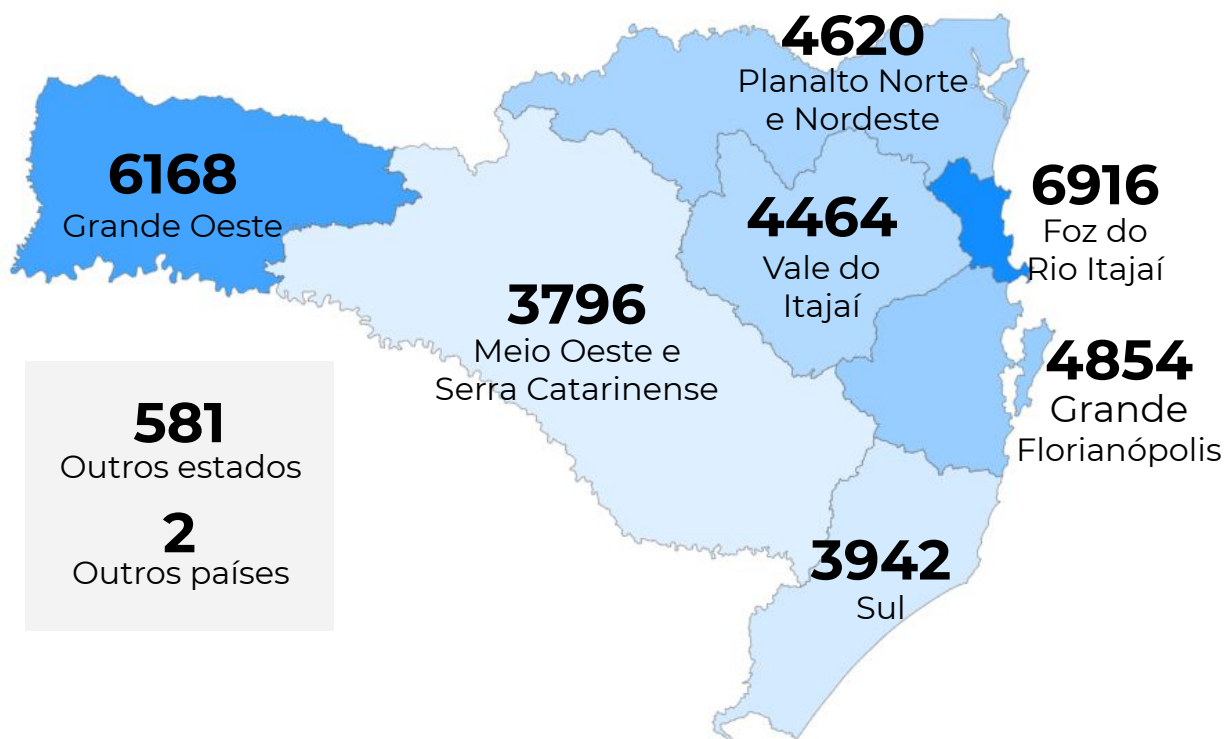 4620
Planalto Norte
e Nordeste
6168
Grande Oeste
6916
Foz do
Rio Itajaí
4464
Vale do
Itajaí
3796
Meio Oeste e
Serra Catarinense
4854
Grande
Florianópolis
581
Outros estados
2
Outros países
3942
Sul